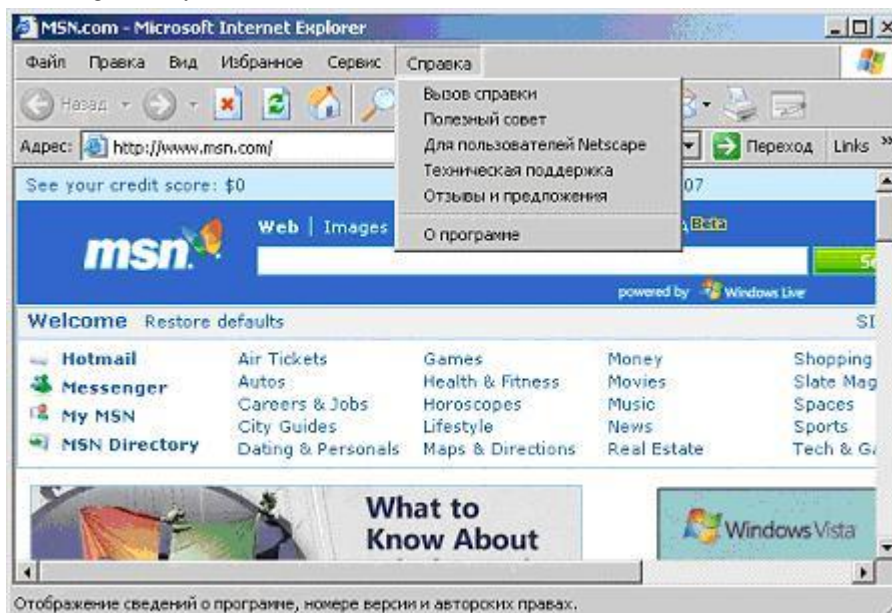 MSN.com - Microsoft Internet Explorer
Файл Правка Вид Избранное Сервис Справка
Назад
Вызов справки
Полезный совет
Для пользователей Netscape
Техническая поддержка
Отзывы и предложения
О программе
Адрес: http://www.msn.com/ Переход Links »
See your credit score: $0 07
msn
Web | Images Beta
powered by Windows Live
Welcome Restore defaults
Hotmail Air Tickets Games Money Shopping
Messenger Autos Health & Fitness Movies Slate Mag
My MSN Careers & Jobs Horoscopes Music Spaces
City Guides Lifestyle News Sports
MSN Directory Dating & Personals Maps & Directions Real Estate Tech & Ga
What to
Know About
Windows Vista
Отображение сведений о программе, номере версии и авторских правах.